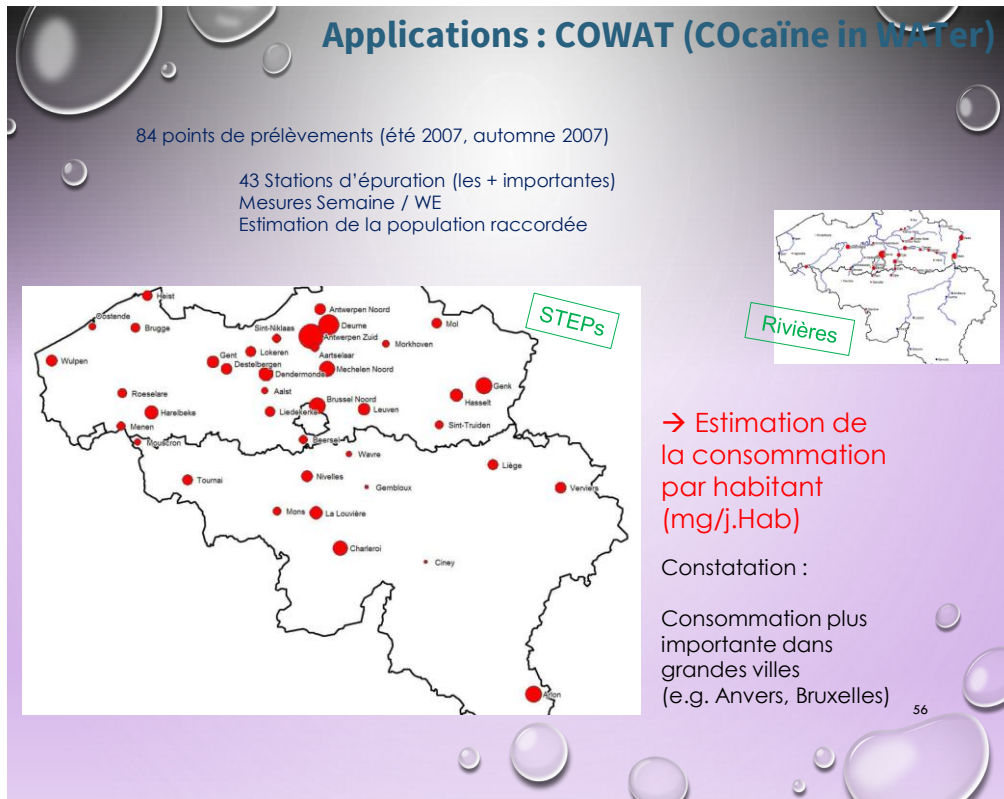 Applications : COWAT (COcaïne in WATer)
84 points de prélèvements (été 2007, automne 2007)
43 Stations d'épuration (les + importantes)
Mesures Semaine / WE
Estimation de la population raccordée
STEPs
Rivières
Heist
Oostende
Brugge
Antwerpen Noord
Deurne
Sint-Niklaas
Antwerpen Zuid
Mol
Morkhoven
Aartselaar
Lokeren
Gent
Destelbergen
Dendermonde
Mechelen Noord
Wulpen
Genk
Hasselt
Aalst
Roeselare
Brussel Noord
Leuven
Harelbeke
Liedekerke
Menen
Sint-Truiden
Mouscron
Beersel
Wavre
Liège
Tournai
Nivelles
Gembloux
Verviers
Mons
La Louvière
Charleroi
Ciney
Arlon
→ Estimation de
la consommation
par habitant
(mg/j.Hab)
Constatation :
Consommation plus
importante dans
grandes villes
(e.g. Anvers, Bruxelles)
56